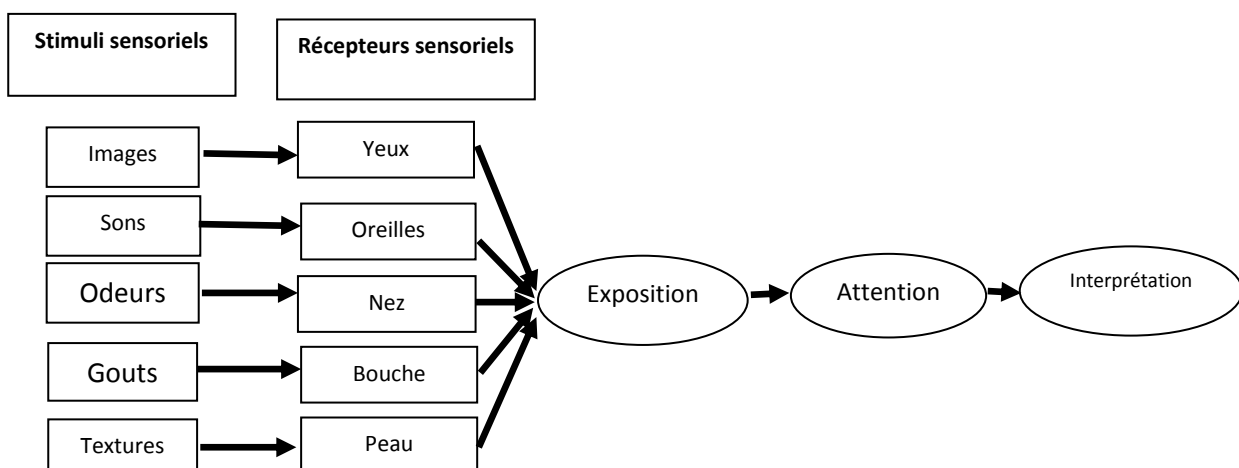 Stimuli sensoriels
Récepteurs sensoriels
Images
Yeux
Sons
Oreilles
Odeurs
Nez
Exposition
Attention
Interprétation
Gouts
Bouche
Textures
Peau